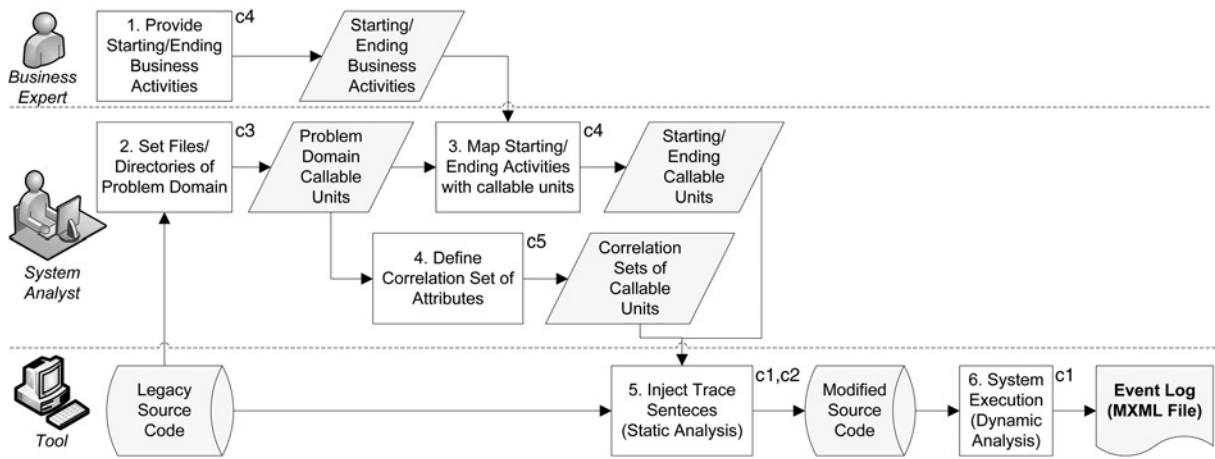 1. Provide
Starting/Ending
Business
Activities
c4
Starting/
Ending
Business
Activities
Business
Expert
2. Set Files/
Directories of
Problem Domain
c3
Problem
Domain
Callable
Units
3. Map Starting/
Ending Activities
with callable units
c4
Starting/
Ending
Callable
Units
4. Define
Correlation Set of
Attributes
c5
Correlation
Sets of
Callable
Units
System
Analyst
Legacy
Source
Code
5. Inject Trace
Senteces
(Static Analysis)
c1,c2
Modified
Source
Code
6. System
Execution
(Dynamic
Analysis)
c1
Event Log
(MXML File)
Tool